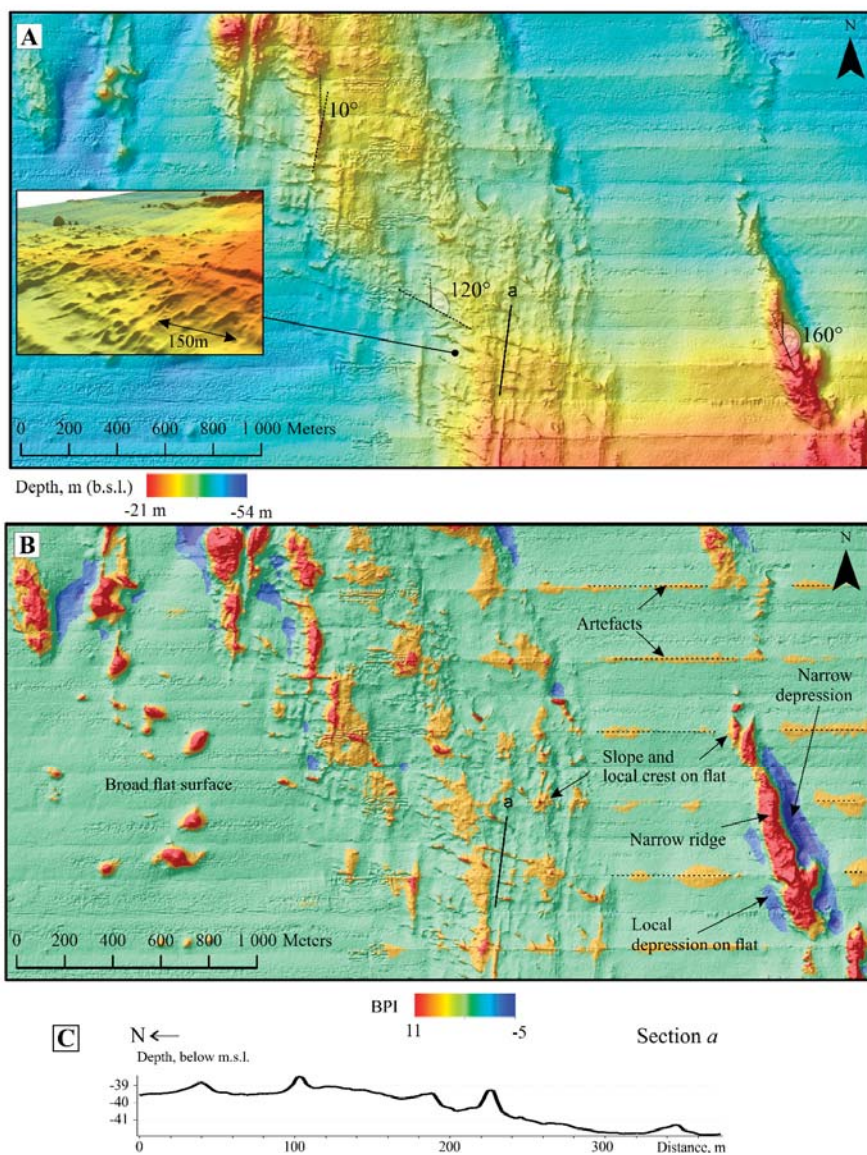 A
N
10°
120°
a
160°
150m
0 200 400 600 800 1 000 Meters
Depth, m (b.s.l.)
-21 m -54 m
B
N
Artefacts
Narrow
depression
Slope and
local crest on flat
Broad flat surface
a
Narrow ridge
Local
depression on flat
0 200 400 600 800 1 000 Meters
BPI
11 -5
C
N
Section a
Depth, below m.s.l.
-39
-40
-41
0 100 200 300 Distance, m